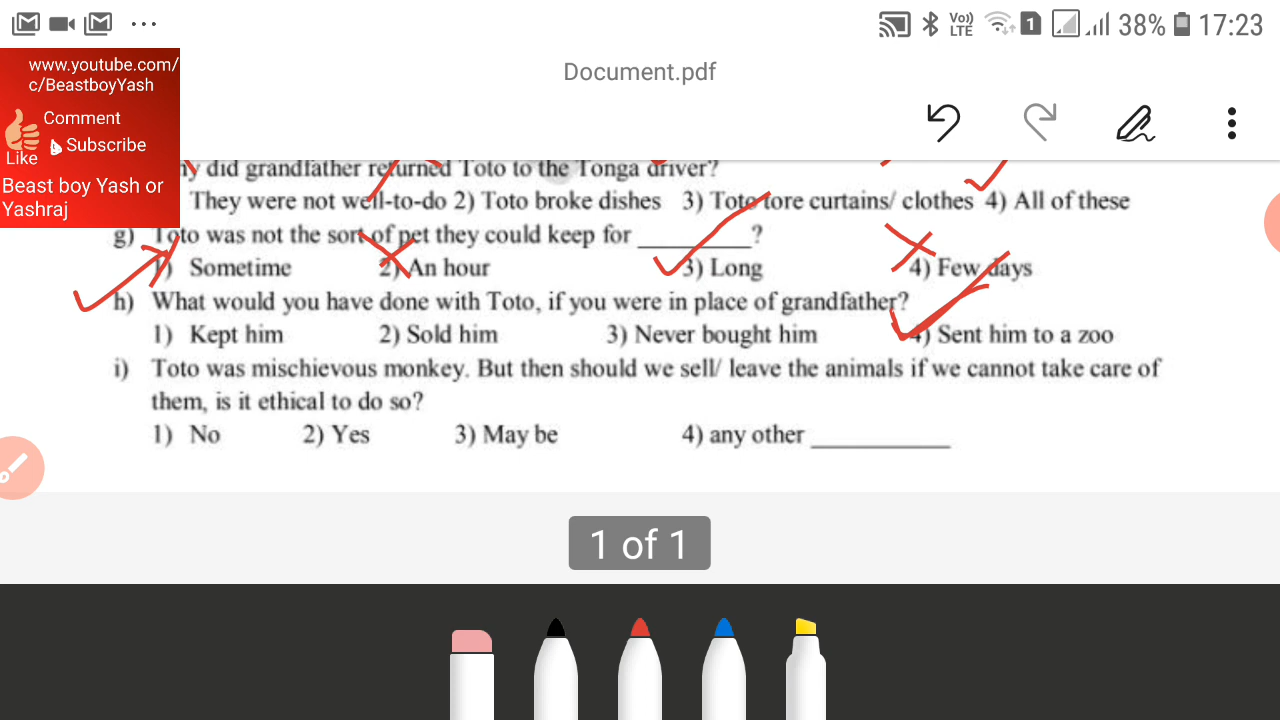 Vo))
LTE
1
38%
17:23
www.youtube.com/
c/BeastboyYash
Comment
Subscribe
Like
Beast boy Yash or
Yashraj
Document.pdf
did grandfather returned Toto to the Tonga driver?
They were not well-to-do 2) Toto broke dishes 3) Toto tore curtains/ clothes 4) All of these
g) Toto was not the sort of pet they could keep for __________?
1) Sometime 2) An hour 3) Long 4) Few days
h) What would you have done with Toto, if you were in place of grandfather?
1) Kept him 2) Sold him 3) Never bought him 4) Sent him to a zoo
i) Toto was mischievous monkey. But then should we sell/ leave the animals if we cannot take care of
them, is it ethical to do so?
1) No 2) Yes 3) May be 4) any other ____________
1 of 1